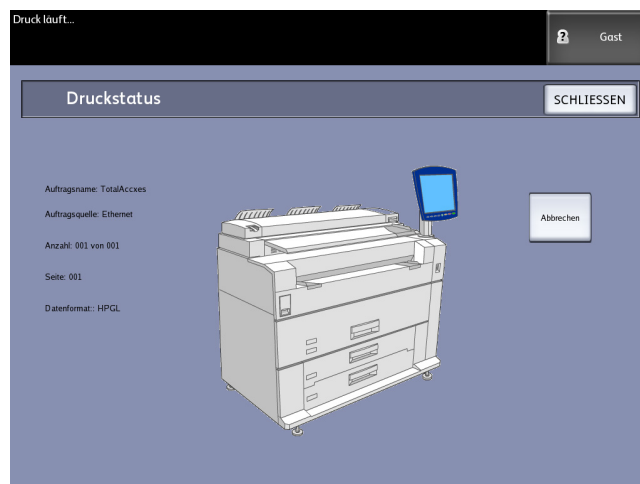 Druck läuft...
Gast
Druckstatus
SCHLIESSEN
Auftragsname: TotalAccxes
Auftragsquelle: Ethernet
Abbrechen
Anzahl: 001 von 001
Seite: 001
Datenformat:: HPGL